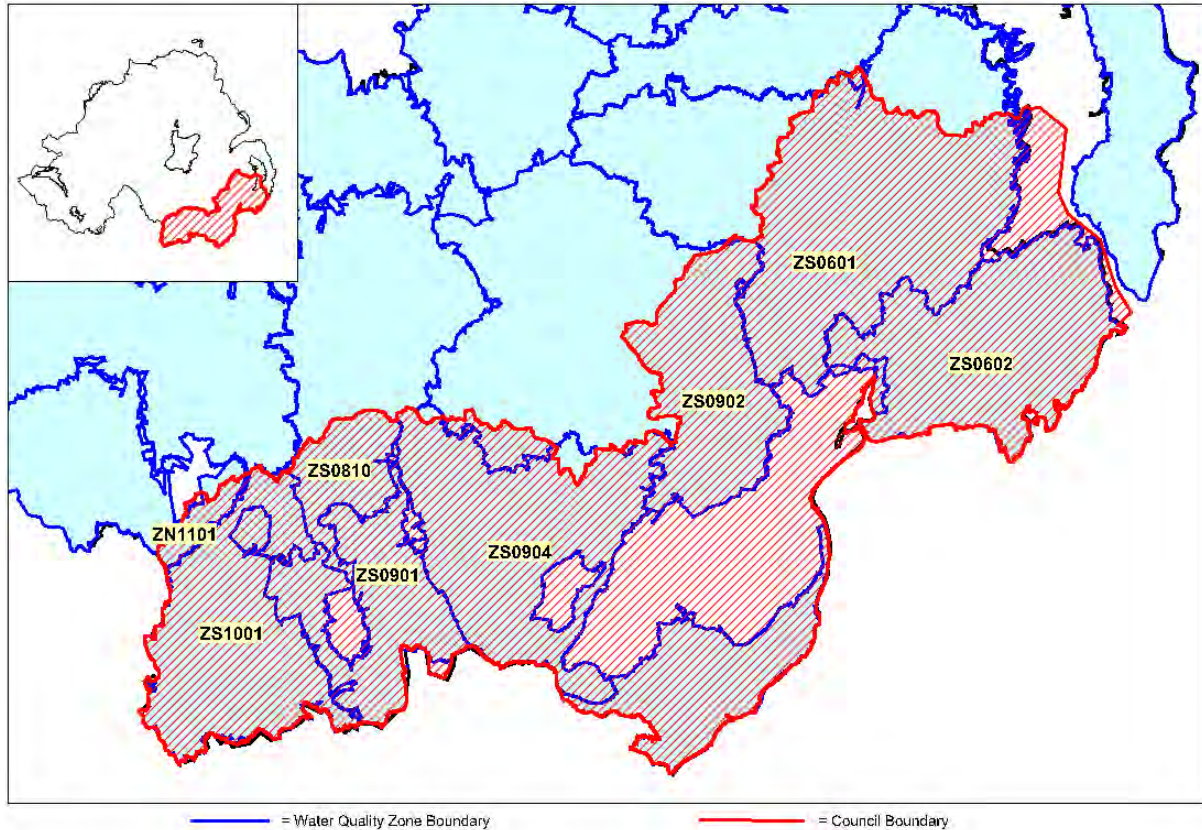 ZS0601
ZS0602
ZS0902
ZS0810
ZN1101
ZS0904
ZS0901
ZS1001
= Water Quality Zone Boundary
= Council Boundary